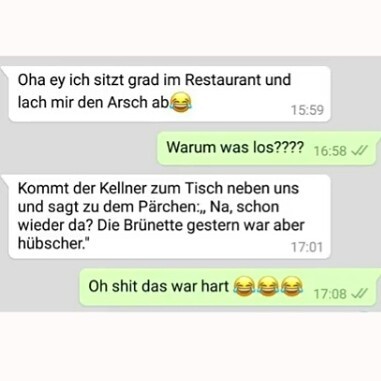 Oha ey ich sitzt grad im Restaurant und
lach mir den Arsch ab😂
15:59
Warum was los???? 16:58
Kommt der Kellner zum Tisch neben uns
und sagt zu dem Pärchen:,, Na, schon
wieder da? Die Brünette gestern war aber
hübscher."
17:01
Oh shit das war hart 😂😂😂 17:08